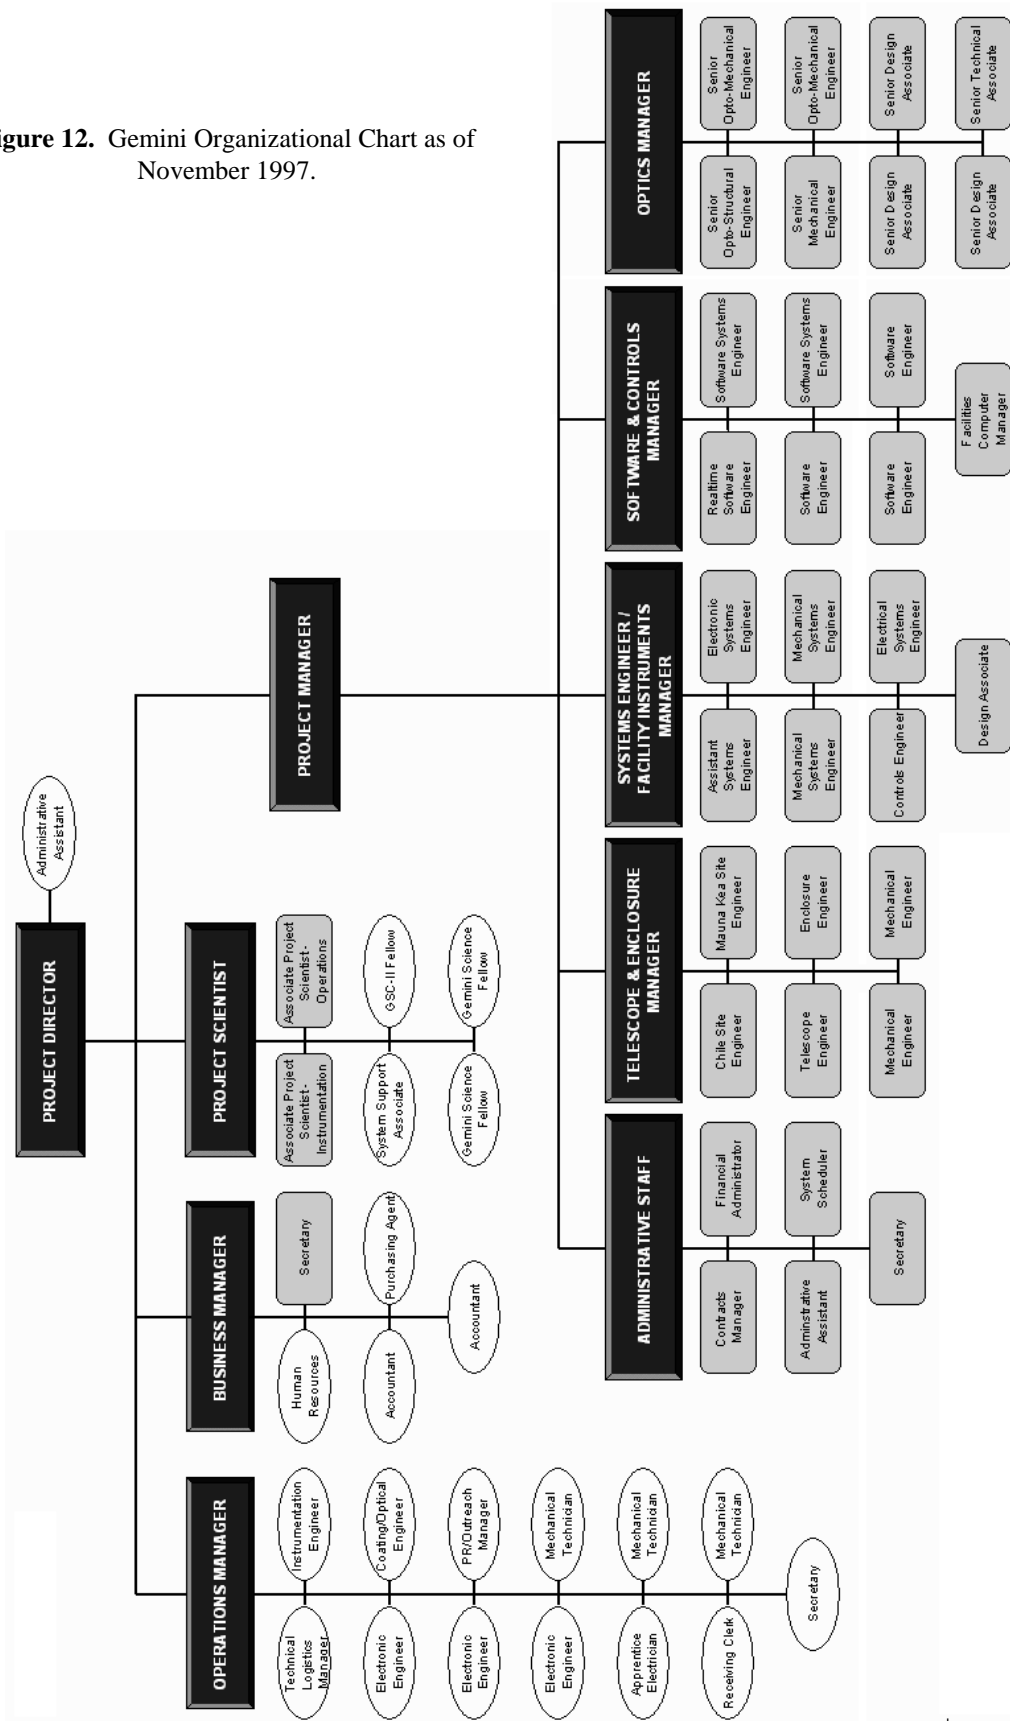 igure 12. Gemini Organizational Chart as of
November 1997.
PROJECT DIRECTOR
Administrative
Assistant
OPERATIONS MANAGER
Technical
Logistics
Manager
Instrumentation
Engineer
Electronic
Engineer
Coating/Optical
Engineer
Electronic
Engineer
PR/Outreach
Manager
Electronic
Engineer
Mechanical
Technician
Apprentice
Electrician
Mechanical
Technician
Receiving Clerk
Mechanical
Technician
Secretary
BUSINESS MANAGER
Human
Resources
Secretary
Accountant
Purchasing Agent
Accountant
PROJECT SCIENTIST
Associate Project
Scientist-
Instrumentation
Associate Project
Scientist-
Operations
System Support
Associate
GSC-II Fellow
Gemini Science
Fellow
Gemini Science
Fellow
PROJECT MANAGER
ADMINISTRATIVE STAFF
Contracts
Manager
Financial
Administrator
Adminstrative
Assistant
System
Scheduler
Secretary
TELESCOPE & ENCLOSURE
MANAGER
Chile Site
Engineer
Mauna Kea Site
Engineer
Telescope
Engineer
Enclosure
Engineer
Mechanical
Engineer
Mechanical
Engineer
SYSTEMS ENGINEER /
FACILITY INSTRUMENTS
MANAGER
Assistant
Systems
Engineer
Electronic
Systems
Engineer
Mechanical
Systems
Engineer
Mechanical
Systems
Engineer
Controls Engineer
Electrical
Systems
Engineer
Design Associate
SOFTWARE & CONTROLS
MANAGER
Realtime
Software
Engineer
Software Systems
Engineer
Software
Engineer
Software Systems
Engineer
Software
Engineer
Software
Engineer
Facilities
Computer
Manager
OPTICS MANAGER
Senior
Opto-Structural
Engineer
Senior
Opto-Mechanical
Engineer
Senior
Mechanical
Engineer
Senior
Opto-Mechanical
Engineer
Senior Design
Associate
Senior Design
Associate
Senior Design
Associate
Senior Technical
Associate